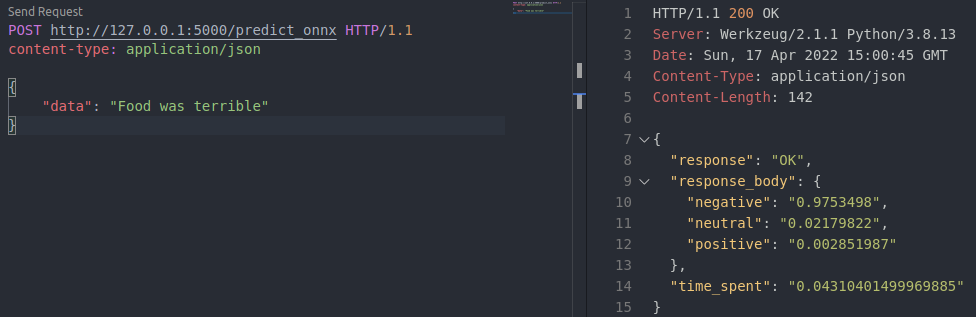 Send Request
POST http://127.0.0.1:5000/predict_onnx HTTP/1.1
content-type: application/json
{
"data": "Food was terrible"
}
1 HTTP/1.1 200 OK
2 Server: Werkzeug/2.1.1 Python/3.8.13
3 Date: Sun, 17 Apr 2022 15:00:45 GMT
4 Content-Type: application/json
5 Content-Length: 142
6
7 {
8 "response": "OK",
9 "response_body": {
10 "negative": "0.9753498",
11 "neutral": "0.02179822",
12 "positive": "0.002851987"
13 },
14 "time_spent": "0.04310401499969885"
15 }